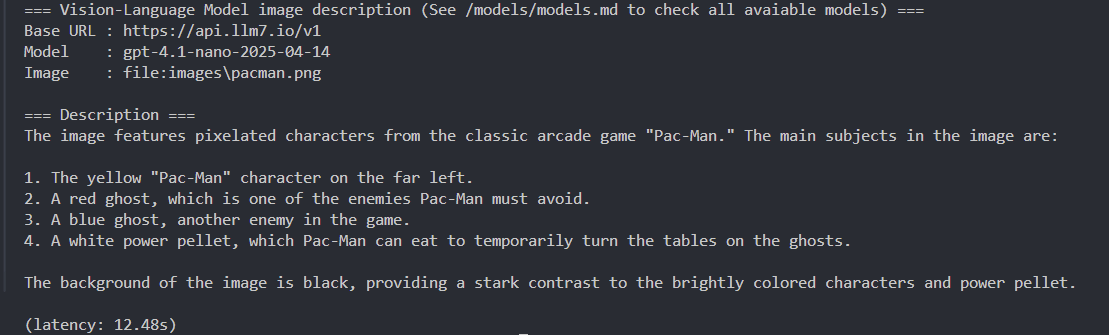 === Vision-Language Model image description (See /models/models.md to check all avaiable models) ===
Base URL : https://api.llm7.io/v1
Model    : gpt-4.1-nano-2025-04-14
Image    : file:images\pacman.png

=== Description ===
The image features pixelated characters from the classic arcade game "Pac-Man." The main subjects in the image are:

1. The yellow "Pac-Man" character on the far left.
2. A red ghost, which is one of the enemies Pac-Man must avoid.
3. A blue ghost, another enemy in the game.
4. A white power pellet, which Pac-Man can eat to temporarily turn the tables on the ghosts.

The background of the image is black, providing a stark contrast to the brightly colored characters and power pellet.

(latency: 12.48s)